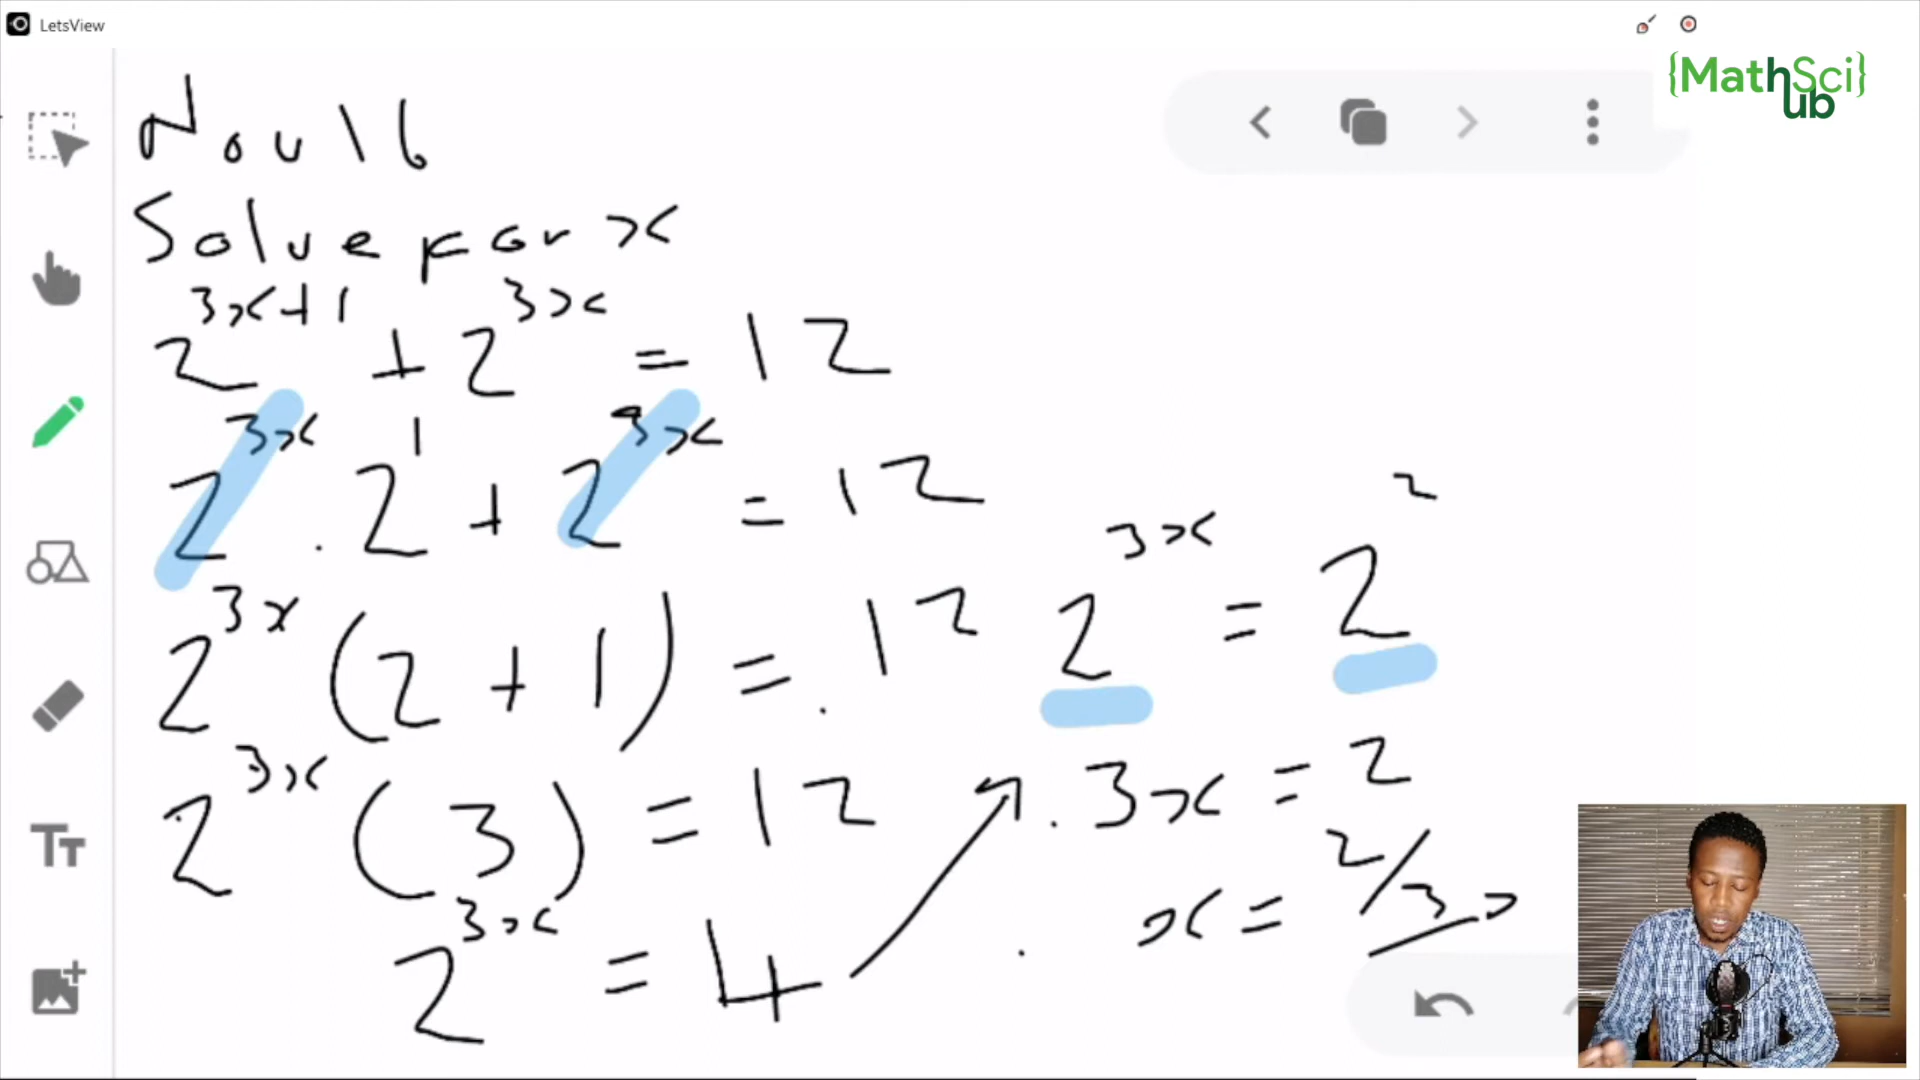 LetsView
{MathSci}
ub
Nov 16
Solve for x
2^{3x+1} + 2^{3x} = 12
2^{3x} . 2^1 + 2^{3x} = 12
2^{3x} (2 + 1) = 12
2^{3x} (3) = 12
2^{3x} = 4
2^{3x} = 2^2
3x = 2
x = 2/3
TT